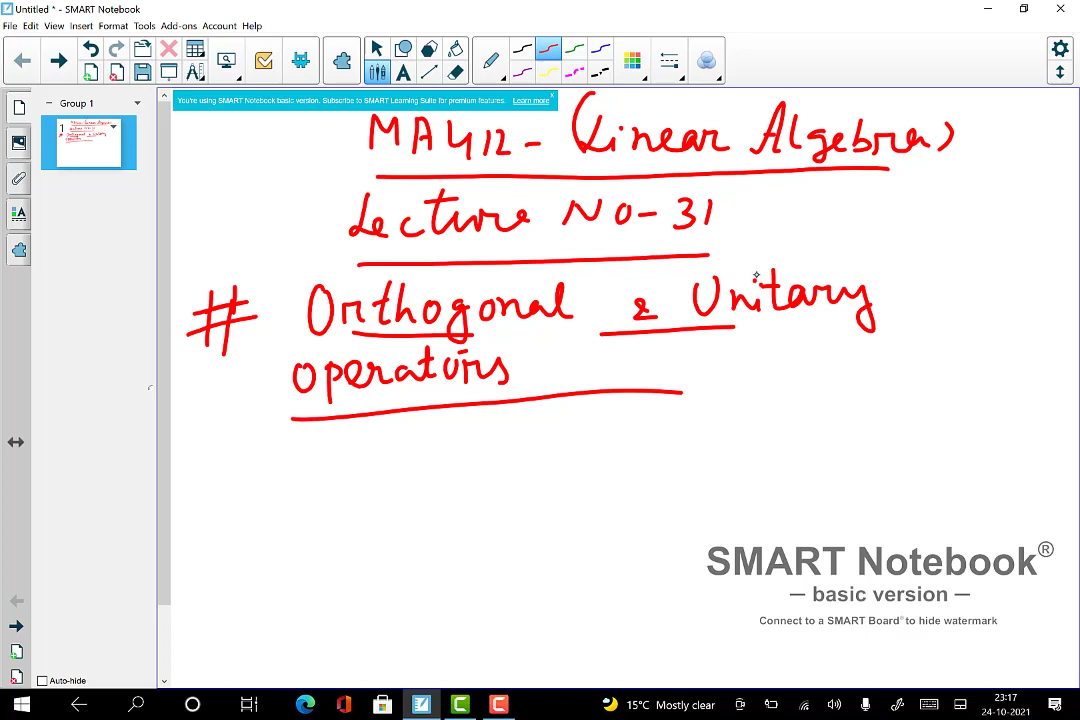 Untitled * - SMART Notebook
File Edit View Insert Format Tools Add-ons Account Help
Group 1
You're using SMART Notebook basic version. Subscribe to SMART Learning Suite for premium features. Learn more
x
1
MA412 - (Linear Algebra)
Lecture No - 31
# Orthogonal & Unitary
operators
SMART Notebook®
— basic version —
Connect to a SMART Board® to hide watermark
Auto-hide
15°C Mostly clear
23:17
24-10-2021